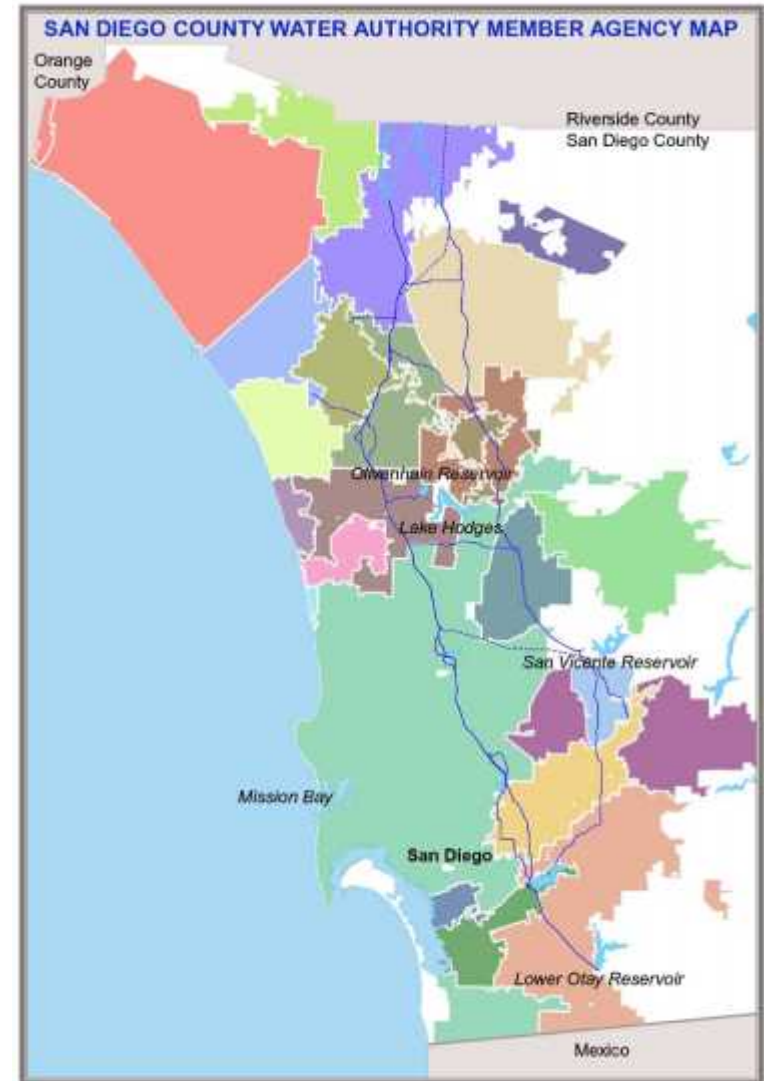 SAN DIEGO COUNTY WATER AUTHORITY MEMBER AGENCY MAP
Orange
County
Riverside County
San Diego County
Olivenhain Reservoir
Lake Hodges
San Vicente Reservoir
Mission Bay
San Diego
Lower Otay Reservoir
Mexico